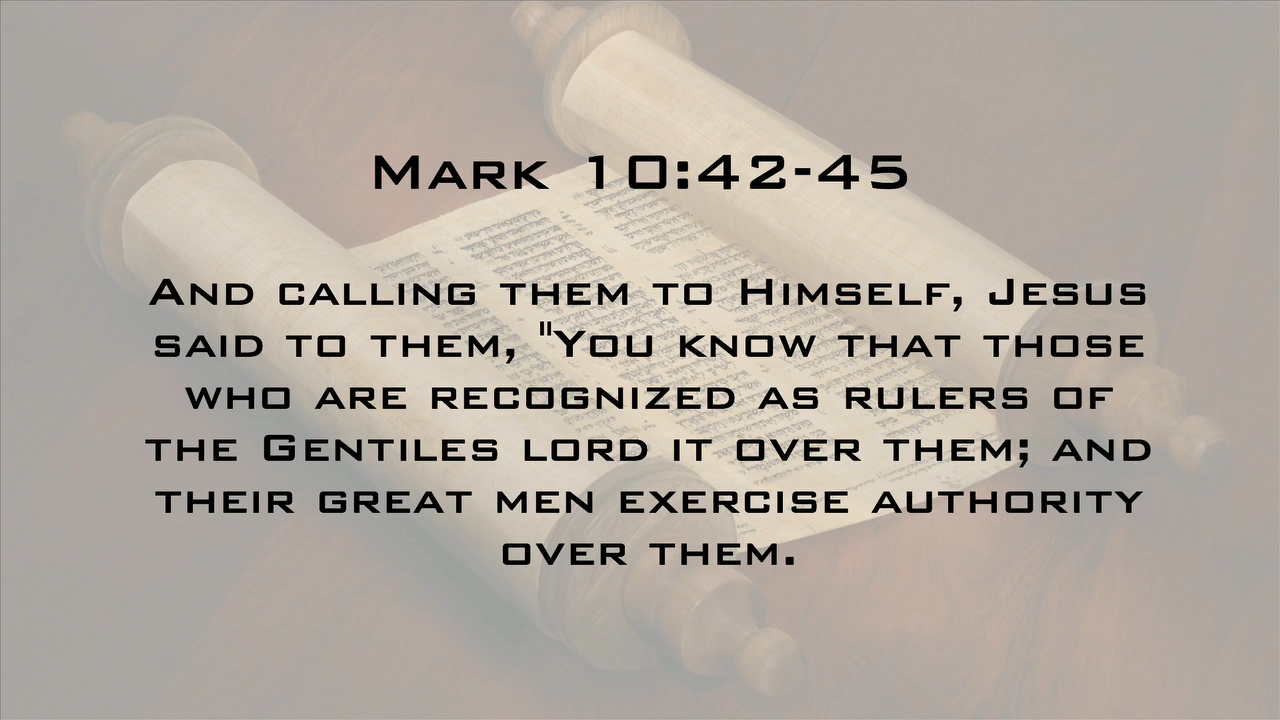 Mark 10:42-45
And calling them to Himself, Jesus
said to them, "You know that those
who are recognized as rulers of
the Gentiles lord it over them; and
their great men exercise authority
over them.